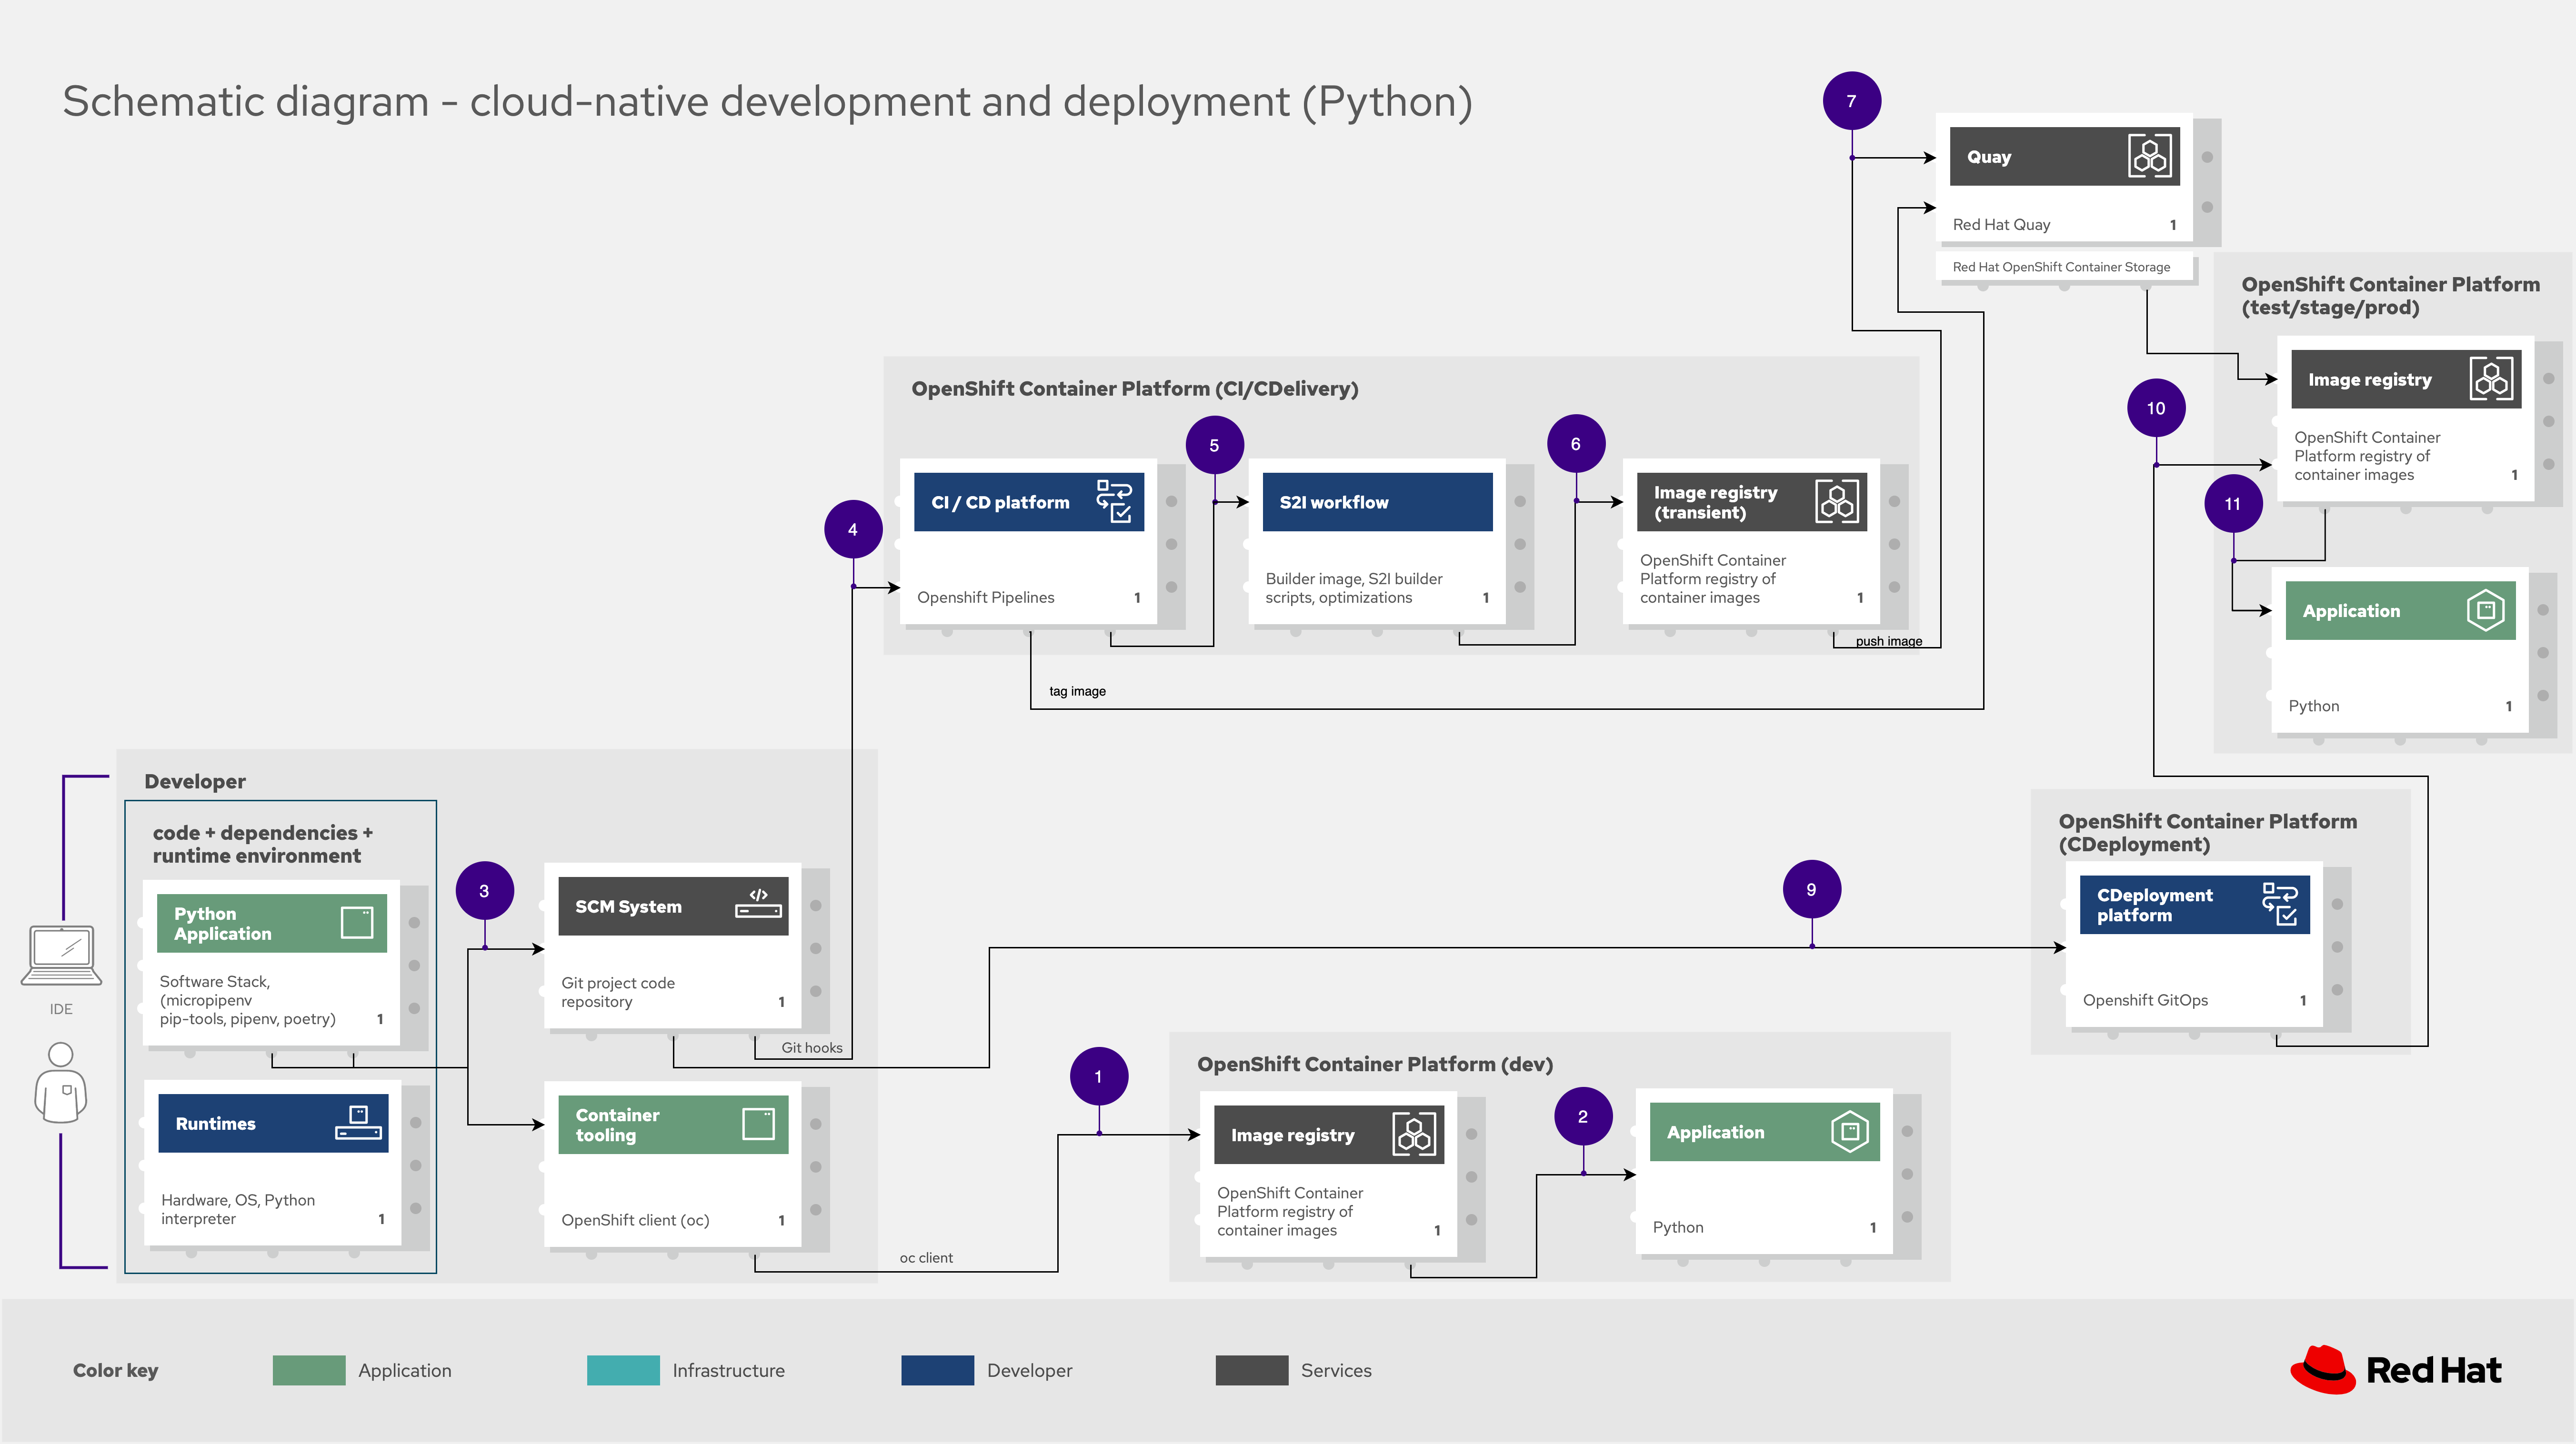 Schematic diagram - cloud-native development and deployment (Python)
7
Quay
Red Hat Quay 1
Red Hat OpenShift Container Storage
OpenShift Container Platform
(test/stage/prod)
Image registry
OpenShift Container
Platform registry of
container images 1
10
11
Application
Python 1
OpenShift Container Platform (CI/CDelivery)
4
CI / CD platform
Openshift Pipelines 1
5
S2I workflow
Builder image, S2I builder
scripts, optimizations 1
6
Image registry
(transient)
OpenShift Container
Platform registry of
container images 1
push image
tag image
Developer
code + dependencies +
runtime environment
Python
Application
Software Stack,
(micropipenv
pip-tools, pipenv, poetry) 1
IDE
Runtimes
Hardware, OS, Python
interpreter 1
3
SCM System
Git project code
repository 1
Git hooks
Container
tooling
OpenShift client (oc) 1
oc client
1
OpenShift Container Platform (dev)
Image registry
OpenShift Container
Platform registry of
container images 1
2
Application
Python 1
9
OpenShift Container Platform
(CDeployment)
CDeployment
platform
Openshift GitOps 1
Color key
Application
Infrastructure
Developer
Services
Red Hat